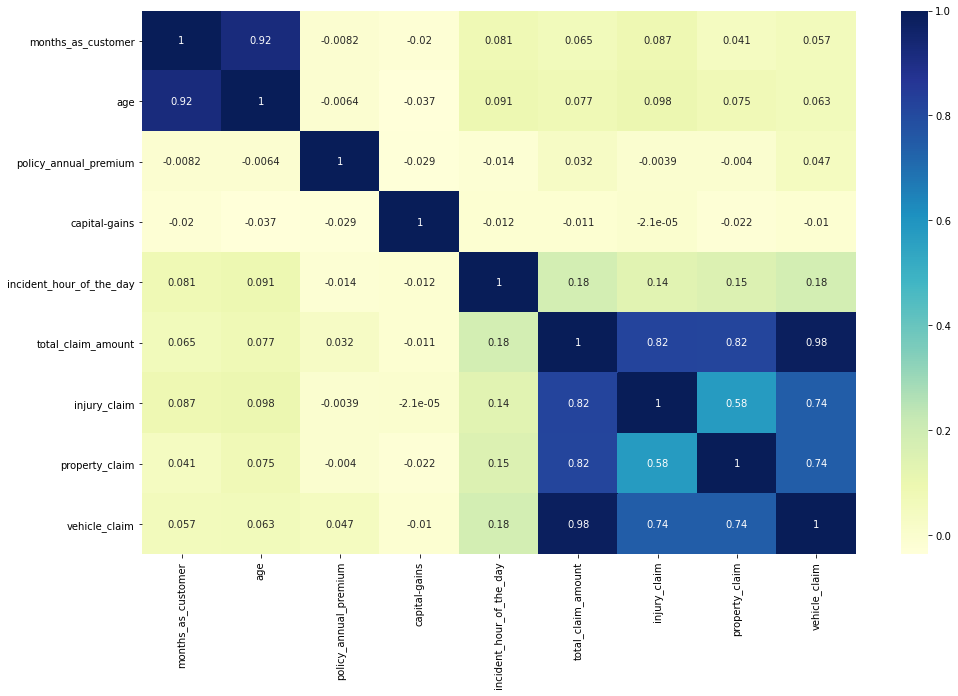 1.0
months_as_customer 1 0.92 -0.0082 -0.02 0.081 0.065 0.087 0.041 0.057
age 0.92 1 -0.0064 -0.037 0.091 0.077 0.098 0.075 0.063
0.8
policy_annual_premium -0.0082 -0.0064 1 -0.029 -0.014 0.032 -0.0039 -0.004 0.047
capital-gains -0.02 -0.037 -0.029 1 -0.012 -0.011 -2.1e-05 -0.022 -0.01
0.6
incident_hour_of_the_day 0.081 0.091 -0.014 -0.012 1 0.18 0.14 0.15 0.18
0.4
total_claim_amount 0.065 0.077 0.032 -0.011 0.18 1 0.82 0.82 0.98
injury_claim 0.087 0.098 -0.0039 -2.1e-05 0.14 0.82 1 0.58 0.74
0.2
property_claim 0.041 0.075 -0.004 -0.022 0.15 0.82 0.58 1 0.74
vehicle_claim 0.057 0.063 0.047 -0.01 0.18 0.98 0.74 0.74 1
0.0
months_as_customer
age
policy_annual_premium
capital-gains
incident_hour_of_the_day
total_claim_amount
injury_claim
property_claim
vehicle_claim